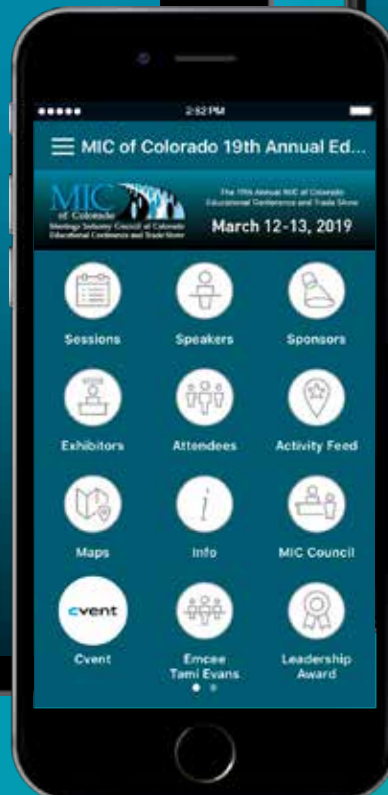 2:52 PM
MIC of Colorado 19th Annual Ed...
MIC
of Colorado
Meetings Industry Council of Colorado
Educational Conference and Trade Show
The 19th Annual MIC of Colorado
Educational Conference and Trade Show
March 12-13, 2019
Sessions
Speakers
Sponsors
Exhibitors
Attendees
Activity Feed
Maps
i
Info
MIC Council
cvent
Cvent
Emcee
Tami Evans
Leadership
Award